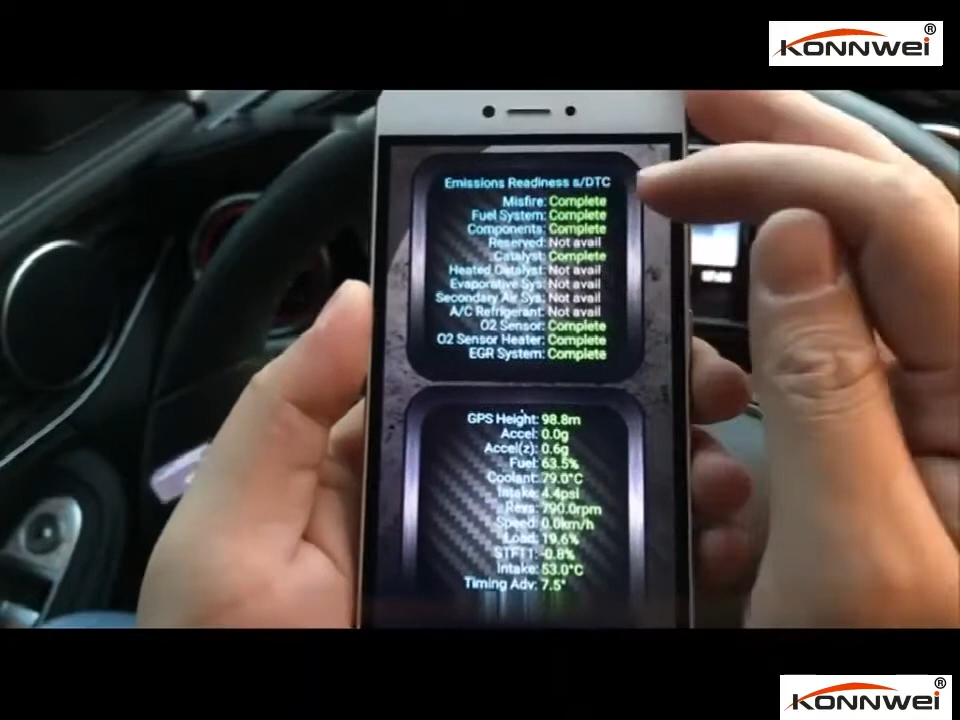 KONNWEI®
Emissions Readiness s/DTC
Misfire: Complete
Fuel System: Complete
Components: Complete
Reserved: Not avail
Catalyst: Complete
Heated Catalyst: Not avail
Evaporative Sys: Not avail
Secondary Air Sys: Not avail
A/C Refrigerant: Not avail
O2 Sensor: Complete
O2 Sensor Heater: Complete
EGR System: Complete
GPS Height: 98.8m
Accel: 0.0g
Accel(z): 0.6g
Fuel: 63.5%
Coolant: 79.0°C
Intake: 4.4psi
Revs: 790.0rpm
Speed: 0.0km/h
Load: 19.6%
STFT1: -0.8%
Intake: 53.0°C
Timing Adv: 7.5°
KONNWEI®